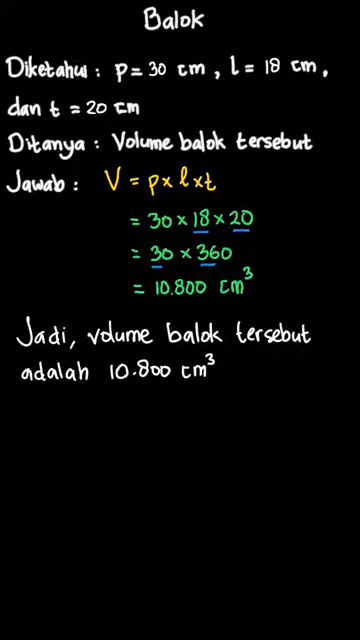 Balok
Diketahui : p = 30 cm , l = 18 cm ,
dan t = 20 cm
Ditanya : Volume balok tersebut
Jawab : V = p x l x t
= 30 x 18 x 20
= 30 x 360
= 10.800 cm³
Jadi, volume balok tersebut
adalah 10.800 cm³